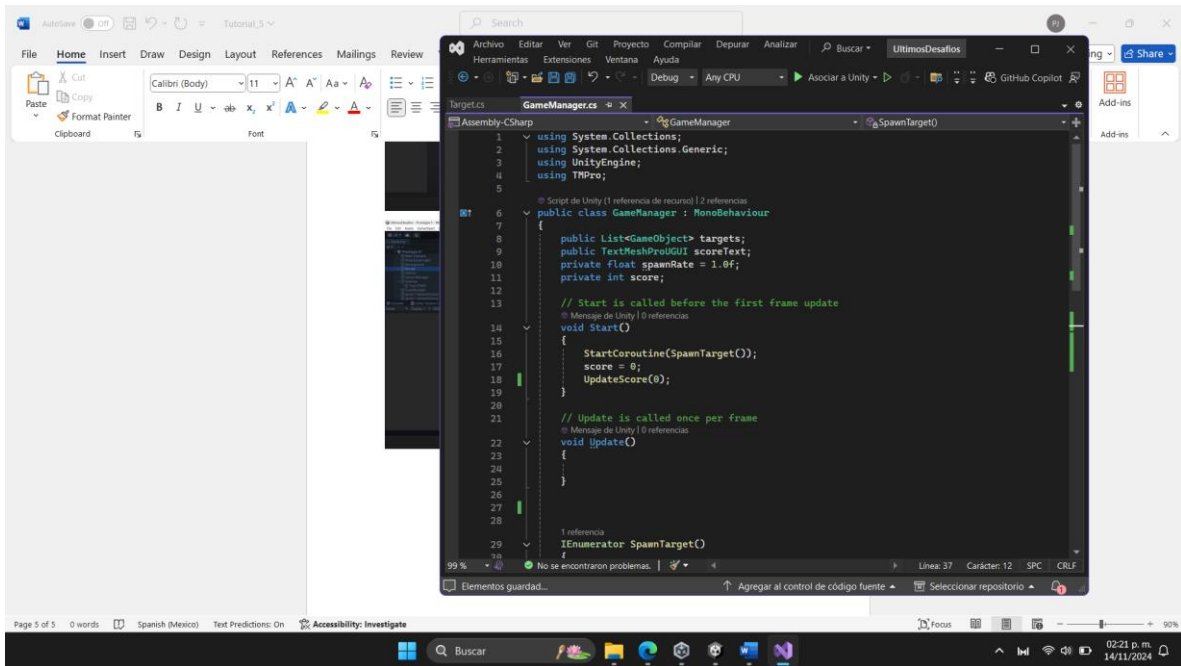 AutoSave Off Tutorial_5 Search PJ
File Home Insert Draw Design Layout References Mailings Review Share
Paste Cut Copy Format Painter
Calibri (Body) 11
Clipboard Font Add-ins
Add-ins
Archivo Editar Ver Git Proyecto Compilar Depurar Analizar Buscar UltimosDesafios
Herramientas Extensiones Ventana Ayuda
Debug Any CPU Asociar a Unity GitHub Copilot
Target.cs GameManager.cs
Assembly-CSharp GameManager SpawnTarget()
1 using System.Collections;
2 using System.Collections.Generic;
3 using UnityEngine;
4 using TMPro;
5
Script de Unity (1 referencia de recurso) | 2 referencias
6 public class GameManager : MonoBehaviour
7 {
8 public List<GameObject> targets;
9 public TextMeshProUGUI scoreText;
10 private float spawnRate = 1.0f;
11 private int score;
12
13 // Start is called before the first frame update
Mensaje de Unity | 0 referencias
14 void Start()
15 {
16 StartCoroutine(SpawnTarget());
17 score = 0;
18 UpdateScore(0);
19 }
20
21 // Update is called once per frame
Mensaje de Unity | 0 referencias
22 void Update()
23 {
24
25 }
26
27
28
1 referencia
29 IEnumerator SpawnTarget()
30 {
99 % No se encontraron problemas. Línea: 37 Carácter: 12 SPC CRLF
Elementos guardad... Agregar al control de código fuente Seleccionar repositorio
Page 5 of 5 0 words Spanish (Mexico) Text Predictions: On Accessibility: Investigate Focus 90%
Buscar 02:21 p. m.
14/11/2024